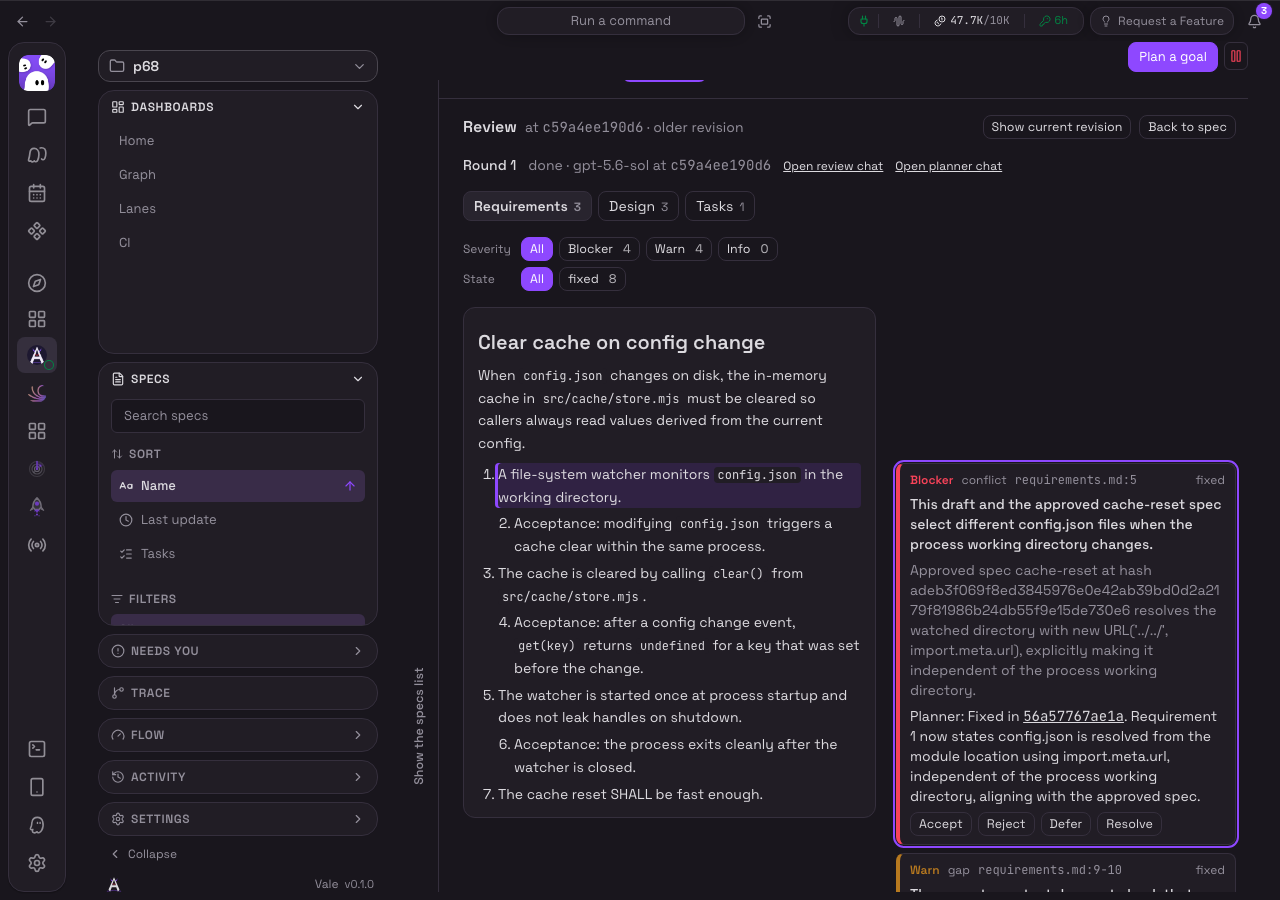 Run a command
47.7K/10K
6h
Request a Feature
3
p68
Plan a goal
DASHBOARDS
Home
Graph
Lanes
CI
SPECS
Search specs
SORT
Aa Name
Last update
Tasks
FILTERS
NEEDS YOU
TRACE
FLOW
ACTIVITY
SETTINGS
Collapse
Vale v0.1.0
Show the specs list
Review at c59a4ee190d6 · older revision
Show current revision
Back to spec
Round 1 done · gpt-5.6-sol at c59a4ee190d6 Open review chat Open planner chat
Requirements 3
Design 3
Tasks 1
Severity All Blocker 4 Warn 4 Info 0
State All fixed 8
Clear cache on config change
When config.json changes on disk, the in-memory
cache in src/cache/store.mjs must be cleared so
callers always read values derived from the current
config.
1. A file-system watcher monitors config.json in the
working directory.
2. Acceptance: modifying config.json triggers a
cache clear within the same process.
3. The cache is cleared by calling clear() from
src/cache/store.mjs.
4. Acceptance: after a config change event,
get(key) returns undefined for a key that was set
before the change.
5. The watcher is started once at process startup and
does not leak handles on shutdown.
6. Acceptance: the process exits cleanly after the
watcher is closed.
7. The cache reset SHALL be fast enough.
Blocker conflict requirements.md:5 fixed
This draft and the approved cache-reset spec
select different config.json files when the
process working directory changes.
Approved spec cache-reset at hash
adeb3f069f8ed3845976e0e42ab39bd0d2a21
79f81986b24db55f9e15de730e6 resolves the
watched directory with new URL('../../',
import.meta.url), explicitly making it
independent of the process working
directory.
Planner: Fixed in 56a57767ae1a. Requirement
1 now states config.json is resolved from the
module location using import.meta.url,
independent of the process working
directory, aligning with the approved spec.
Accept
Reject
Defer
Resolve
Warn gap requirements.md:9-10 fixed